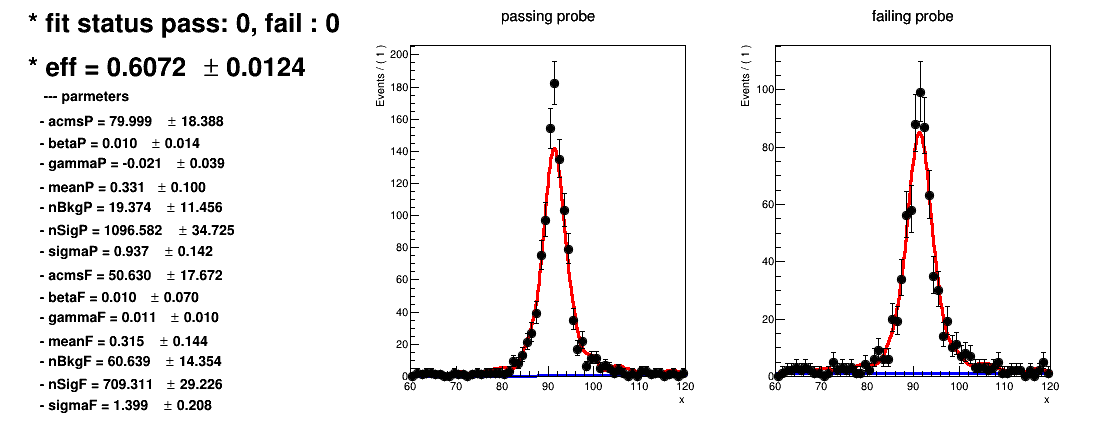 * fit status pass: 0, fail : 0
* eff = 0.6072 ± 0.0124
--- parmeters
- acmsP = 79.999 ± 18.388
- betaP = 0.010 ± 0.014
- gammaP = -0.021 ± 0.039
- meanP = 0.331 ± 0.100
- nBkgP = 19.374 ± 11.456
- nSigP = 1096.582 ± 34.725
- sigmaP = 0.937 ± 0.142
- acmsF = 50.630 ± 17.672
- betaF = 0.010 ± 0.070
- gammaF = 0.011 ± 0.010
- meanF = 0.315 ± 0.144
- nBkgF = 60.639 ± 14.354
- nSigF = 709.311 ± 29.226
- sigmaF = 1.399 ± 0.208
passing probe
Events / ( 1 )
200
180
160
140
120
100
80
60
40
20
0
60 70 80 90 100 110 120
x
failing probe
Events / ( 1 )
100
80
60
40
20
0
60 70 80 90 100 110 120
x